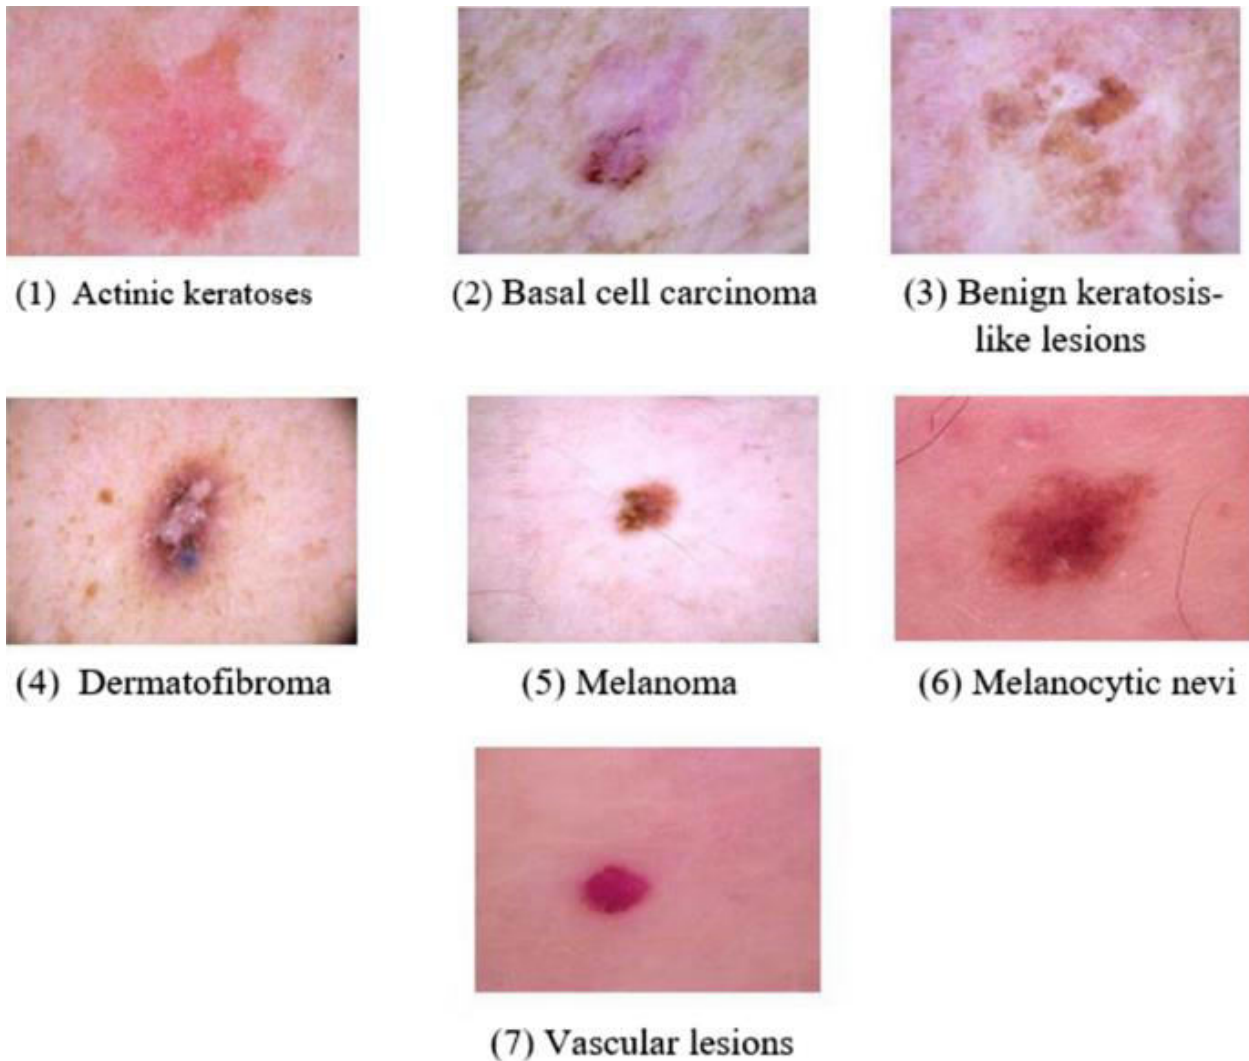 (1) Actinic keratoses
(2) Basal cell carcinoma
(3) Benign keratosis-
like lesions
(4) Dermatofibroma
(5) Melanoma
(6) Melanocytic nevi
(7) Vascular lesions